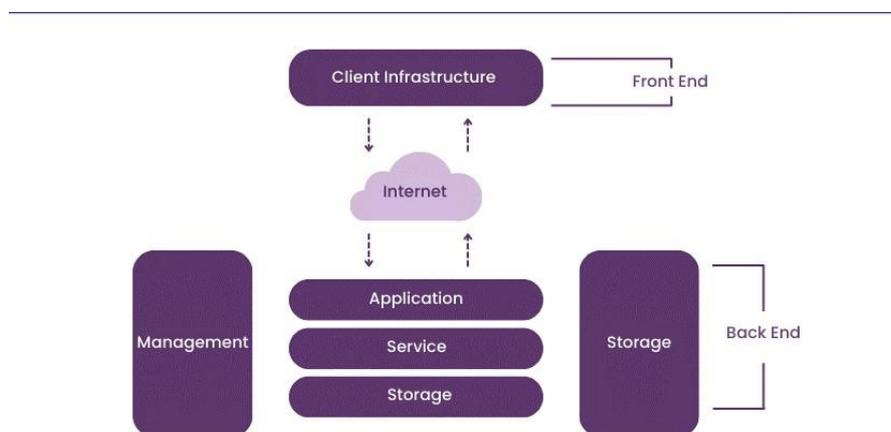 Client Infrastructure
Front End
Internet
Application
Management
Service
Storage
Back End
Storage